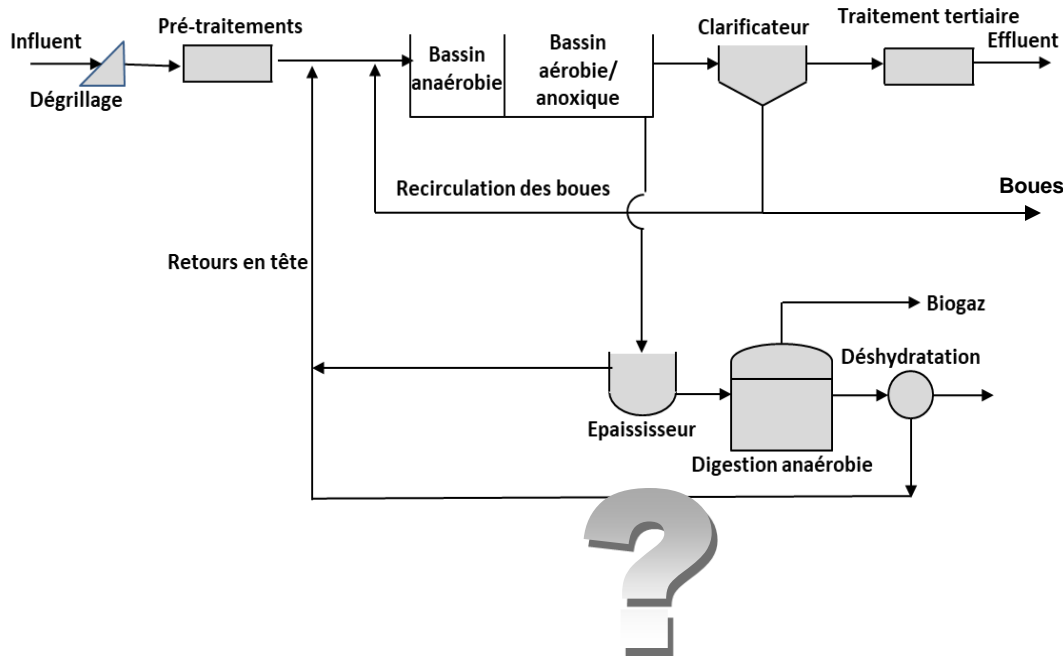 Influent
Dégrillage
Pré-traitements
Bassin
anaérobie
Bassin
aérobie/
anoxique
Clarificateur
Traitement tertiaire
Effluent
Recirculation des boues
Boues
Retours en tête
Biogaz
Déshydratation
Epaississeur
Digestion anaérobie
?